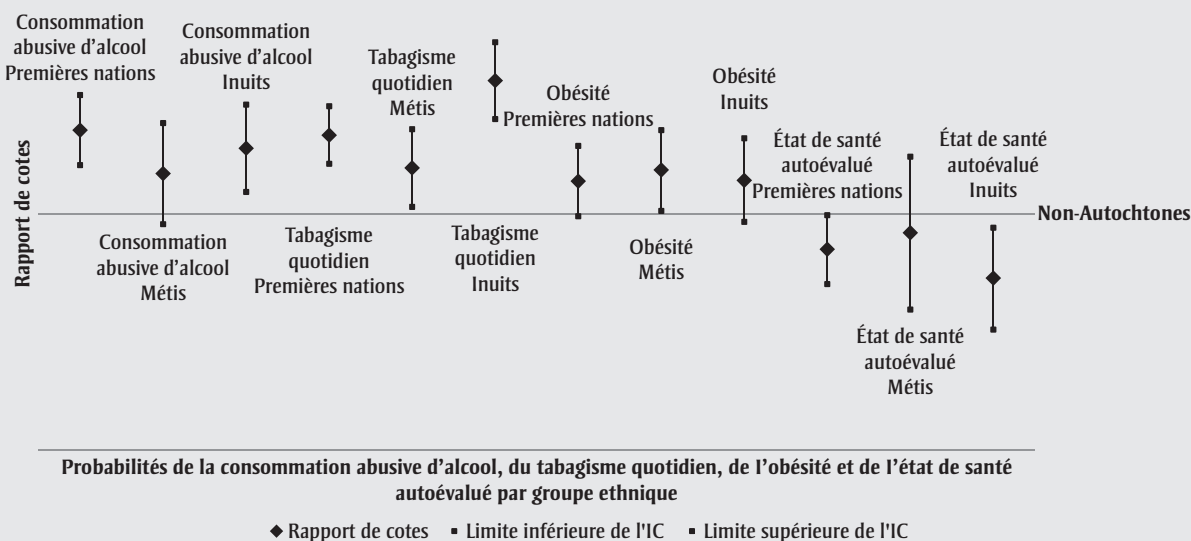 Consommation
abusive d’alcool
Premières nations
Consommation
abusive d’alcool
Inuits
Tabagisme
quotidien
Métis
Obésité
Premières nations
Obésité
Inuits
État de santé
autoévalué
Premières nations
État de santé
autoévalué
Inuits
Rapport de cotes
Non-Autochtones
Consommation
abusive d’alcool
Métis
Tabagisme
quotidien
Premières nations
Tabagisme
quotidien
Inuits
Obésité
Métis
État de santé
autoévalué
Métis
Probabilités de la consommation abusive d’alcool, du tabagisme quotidien, de l’obésité et de l’état de santé
autoévalué par groupe ethnique
Rapport de cotes Limite inférieure de l'IC Limite supérieure de l'IC